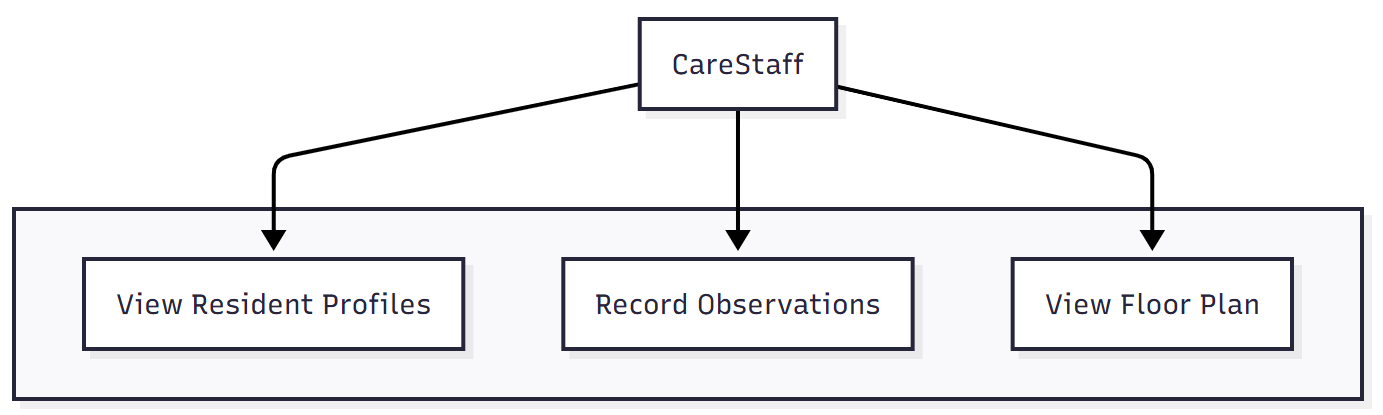 CareStaff
View Resident Profiles
Record Observations
View Floor Plan